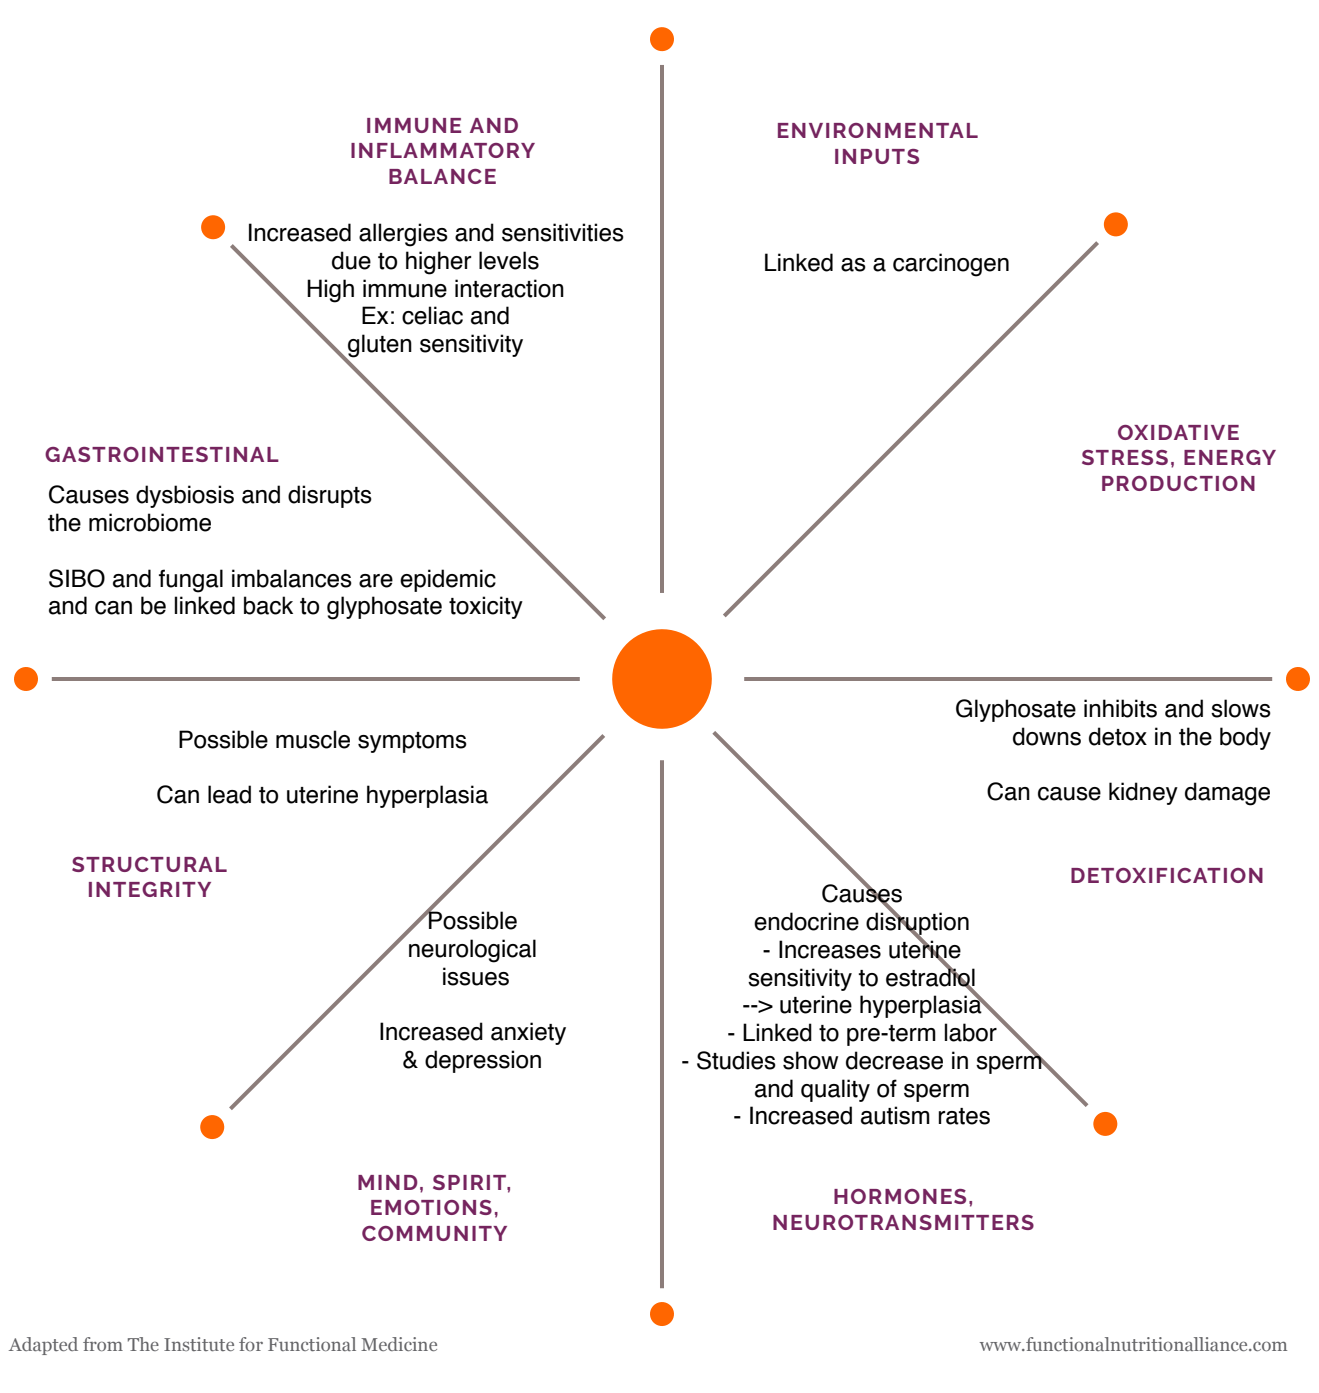 IMMUNE AND
INFLAMMATORY
BALANCE
Increased allergies and sensitivities
due to higher levels
High immune interaction
Ex: celiac and
gluten sensitivity
ENVIRONMENTAL
INPUTS
Linked as a carcinogen
OXIDATIVE
STRESS, ENERGY
PRODUCTION
GASTROINTESTINAL
Causes dysbiosis and disrupts
the microbiome
SIBO and fungal imbalances are epidemic
and can be linked back to glyphosate toxicity
Glyphosate inhibits and slows
downs detox in the body
Can cause kidney damage
DETOXIFICATION
Possible muscle symptoms
Can lead to uterine hyperplasia
STRUCTURAL
INTEGRITY
Possible
neurological
issues
Increased anxiety
& depression
MIND, SPIRIT,
EMOTIONS,
COMMUNITY
Causes
endocrine disruption
- Increases uterine
sensitivity to estradiol
--> uterine hyperplasia
- Linked to pre-term labor
- Studies show decrease in sperm
and quality of sperm
- Increased autism rates
HORMONES,
NEUROTRANSMITTERS
Adapted from The Institute for Functional Medicine
www.functionalnutritionalliance.com